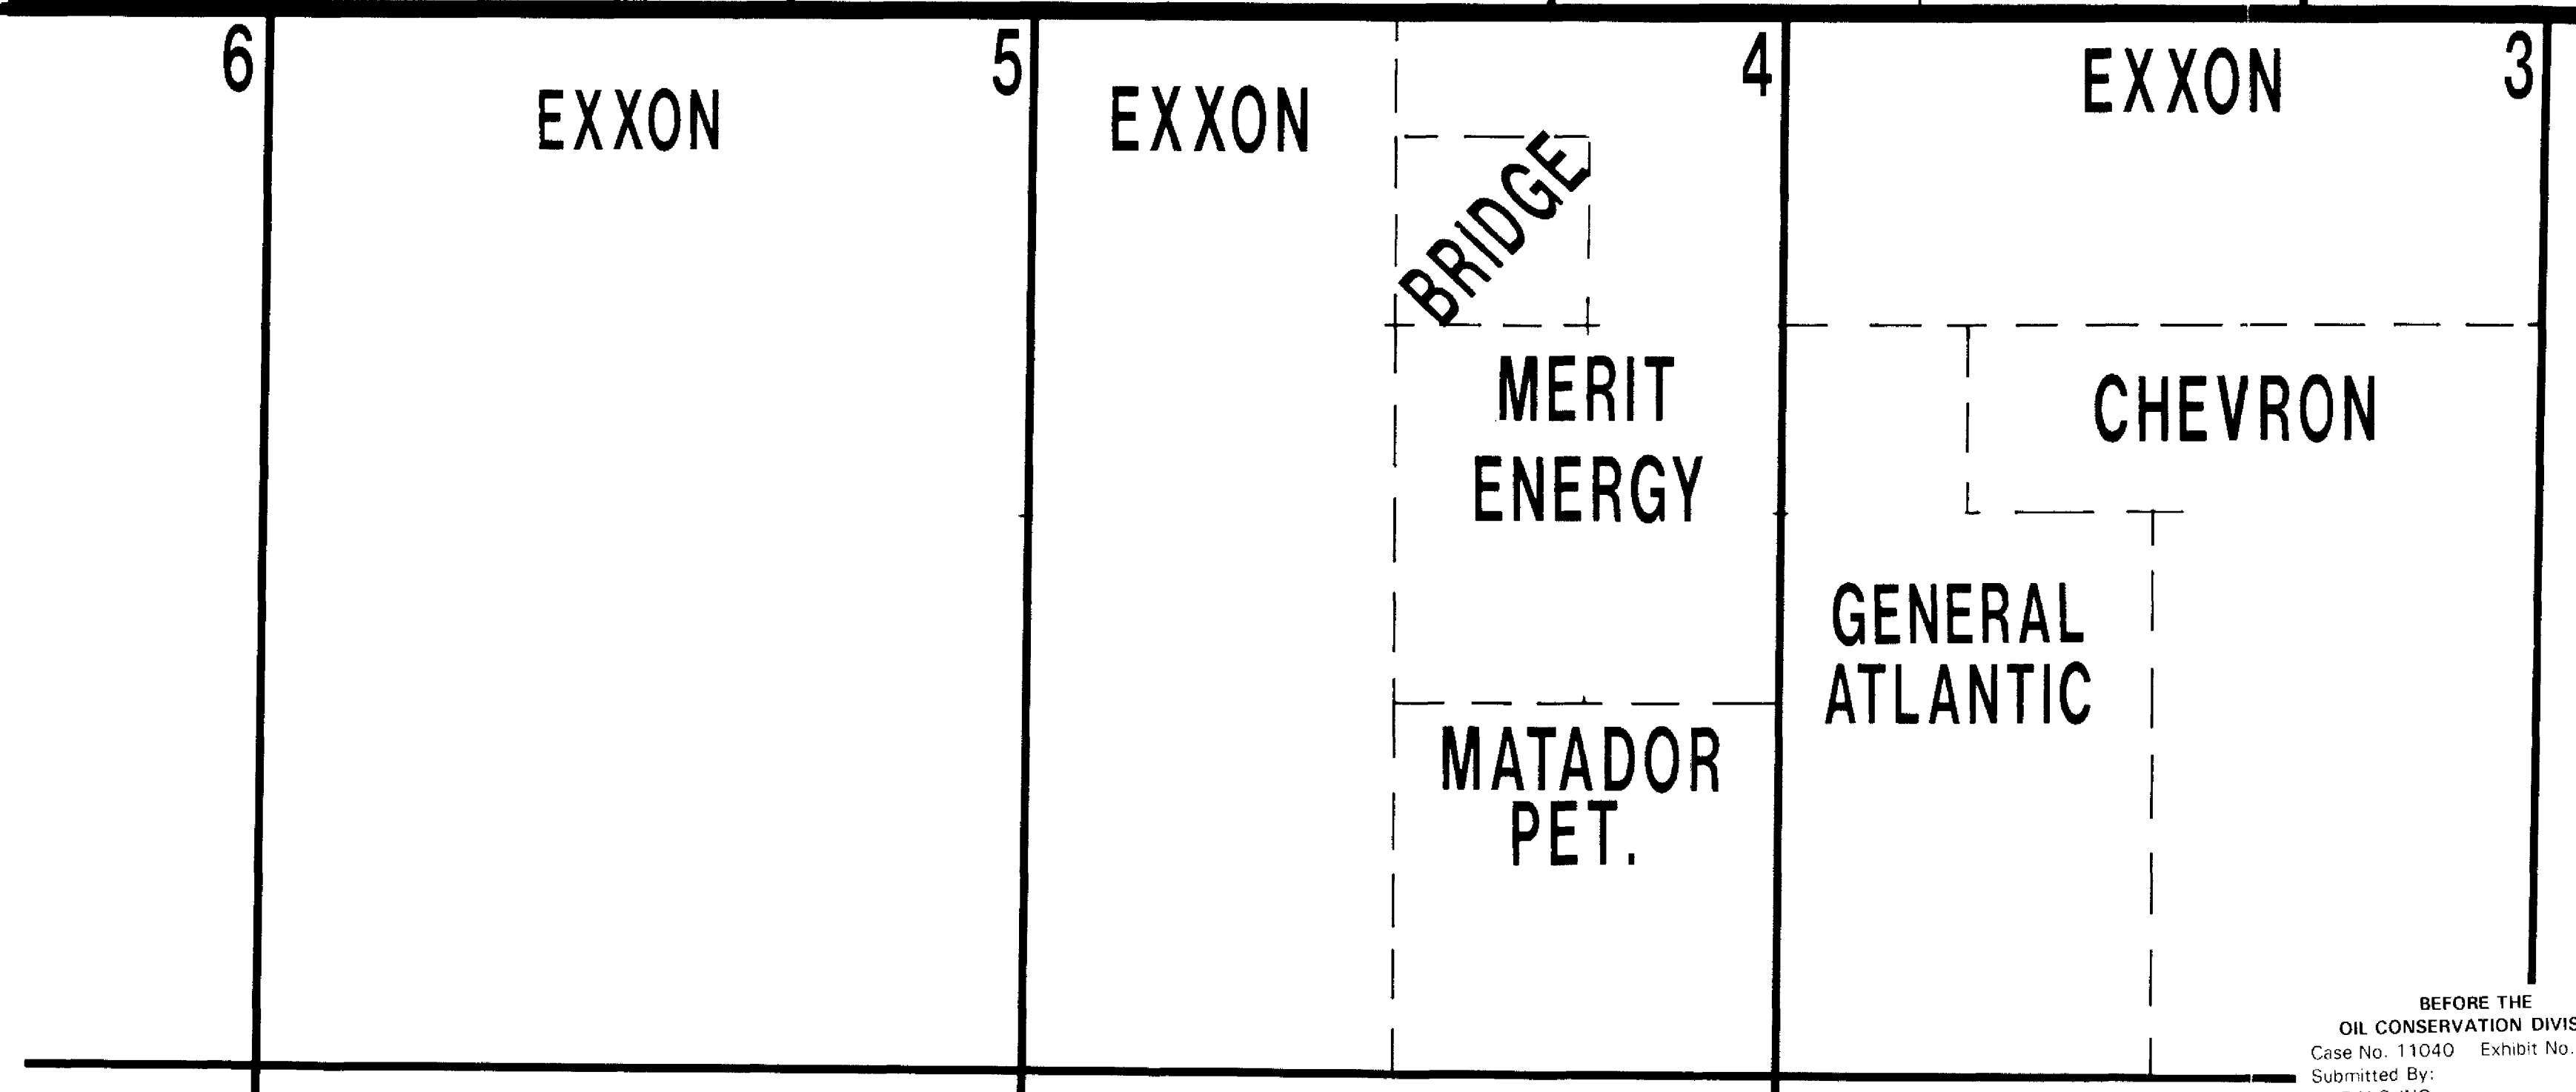 6
EXXON
5
EXXON
4
EXXON
3
BRIDGE
MERIT
ENERGY
CHEVRON
GENERAL
ATLANTIC
MATADOR
PET.
BEFORE THE
OIL CONSERVATION
Case No. 11040 Exhibit No.
Submitted By: